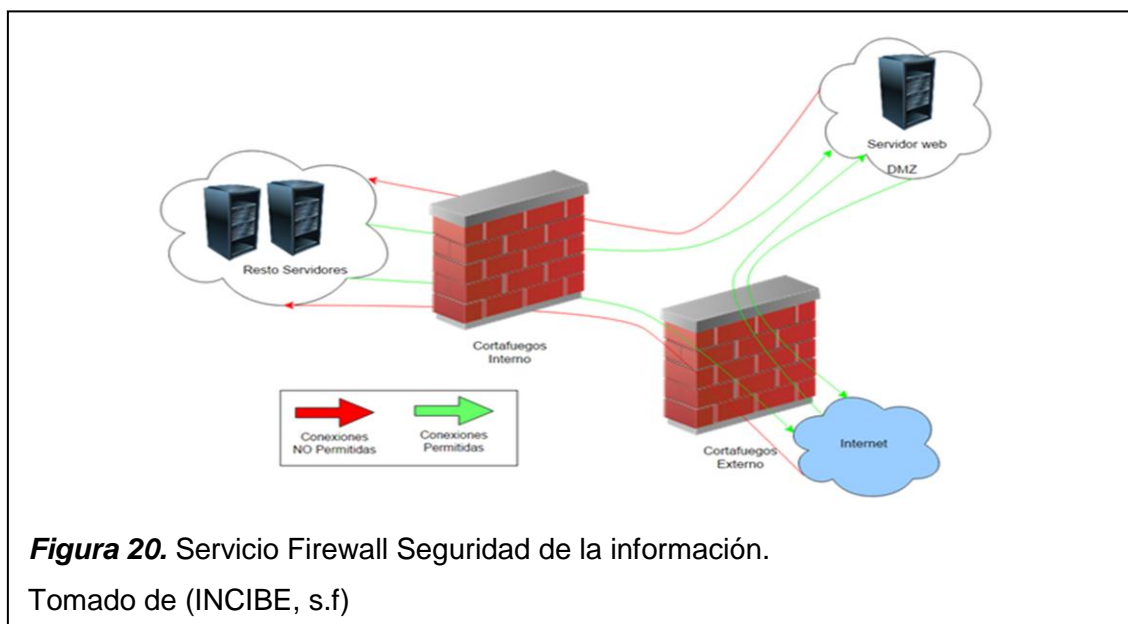 Servidor web
DMZ
Resto Servidores
Cortafuegos
Interno
Conexiones
NO Permitidas
Conexiones
Permitidas
Cortafuegos
Externo
Internet
Figura 20. Servicio Firewall Seguridad de la información.
Tomado de (INCIBE, s.f)